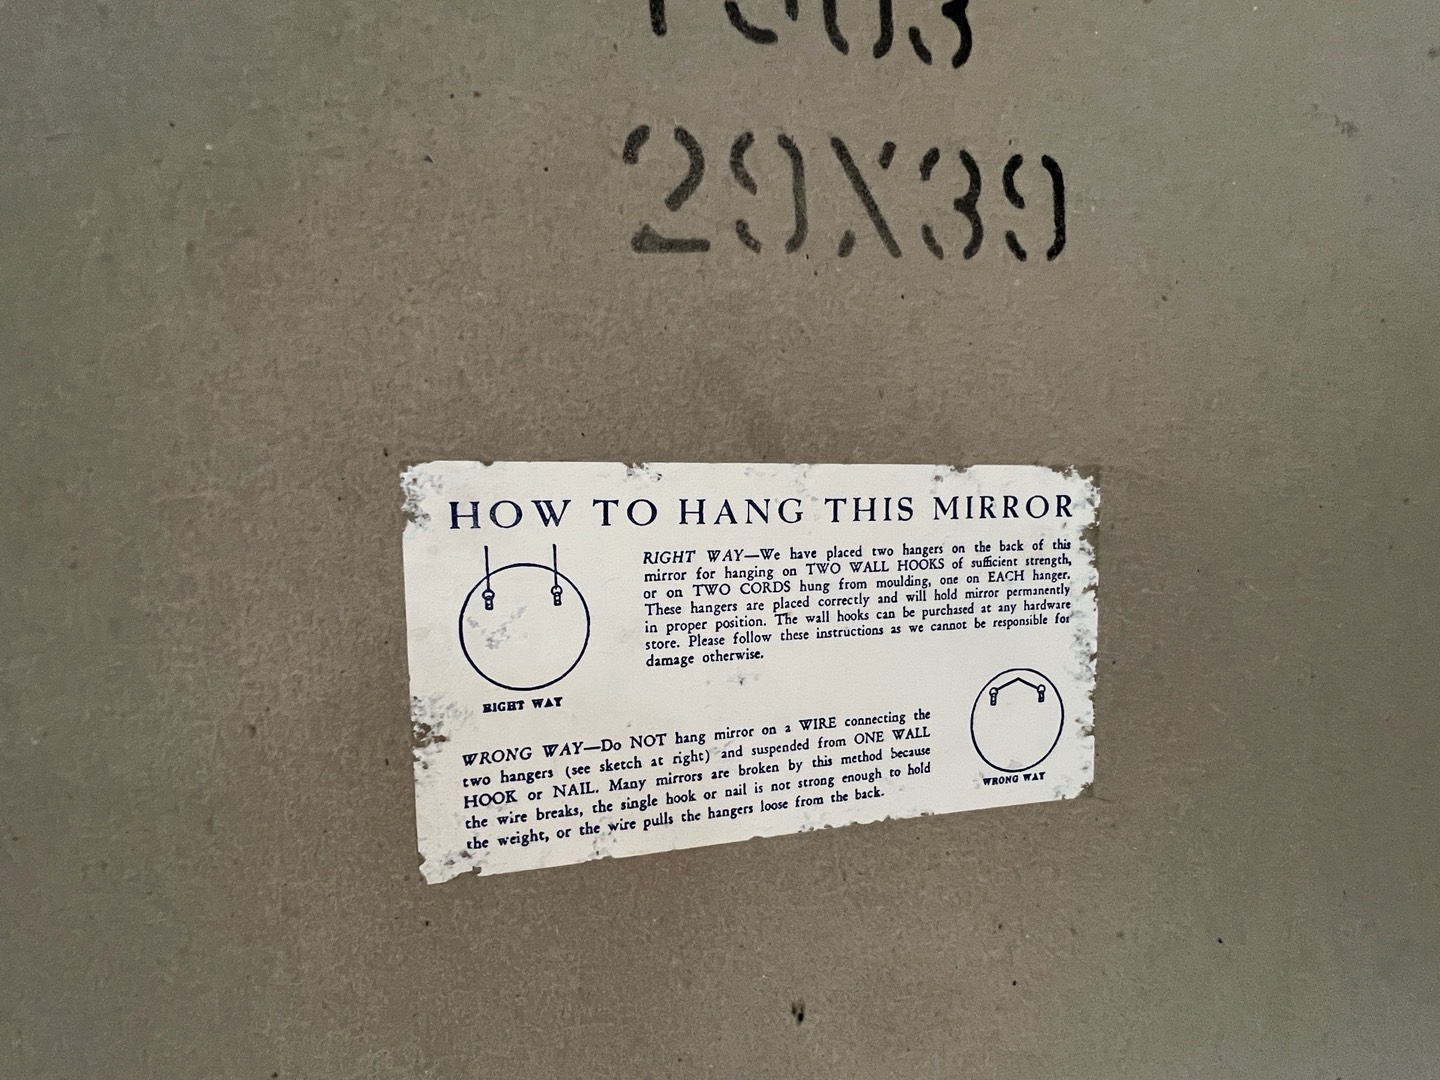 29X39
HOW TO HANG THIS MIRROR
RIGHT WAY—We have placed two hangers on the back of this
mirror for hanging on TWO WALL HOOKS of sufficient strength,
or on TWO CORDS hung from moulding, one on EACH hanger.
These hangers are placed correctly and will hold mirror permanently
in proper position. The wall hooks can be purchased at any hardware
store. Please follow these instructions as we cannot be responsible for
damage otherwise.
RIGHT WAY
WRONG WAY—Do NOT hang mirror on a WIRE connecting the
two hangers (see sketch at right) and suspended from ONE WALL
HOOK or NAIL. Many mirrors are broken by this method because
the wire breaks, the single hook or nail is not strong enough to hold
the weight, or the wire pulls the hangers loose from the back.
WRONG WAY